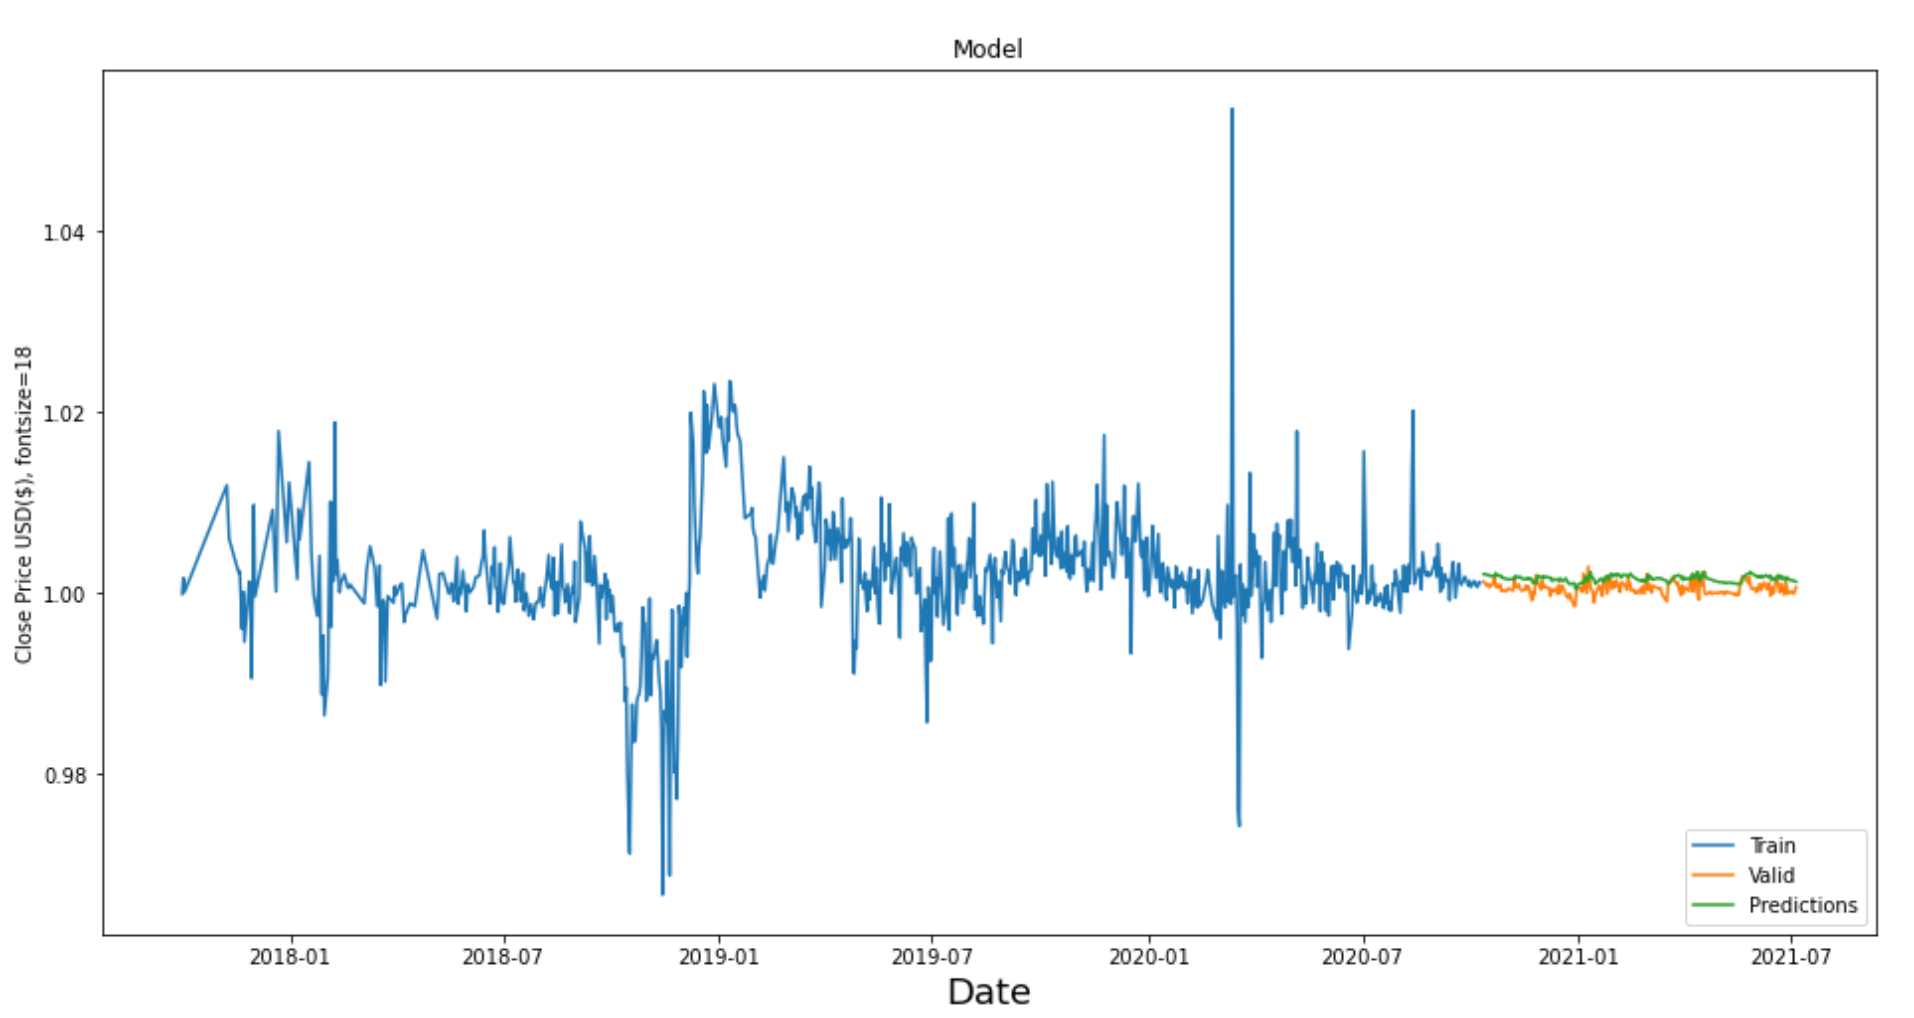 Model
Close Price USD($), fontsize=18
1.04
1.02
1.00
0.98
Train
Valid
Predictions
2018-01
2018-07
2019-01
2019-07
2020-01
2020-07
2021-01
2021-07
Date